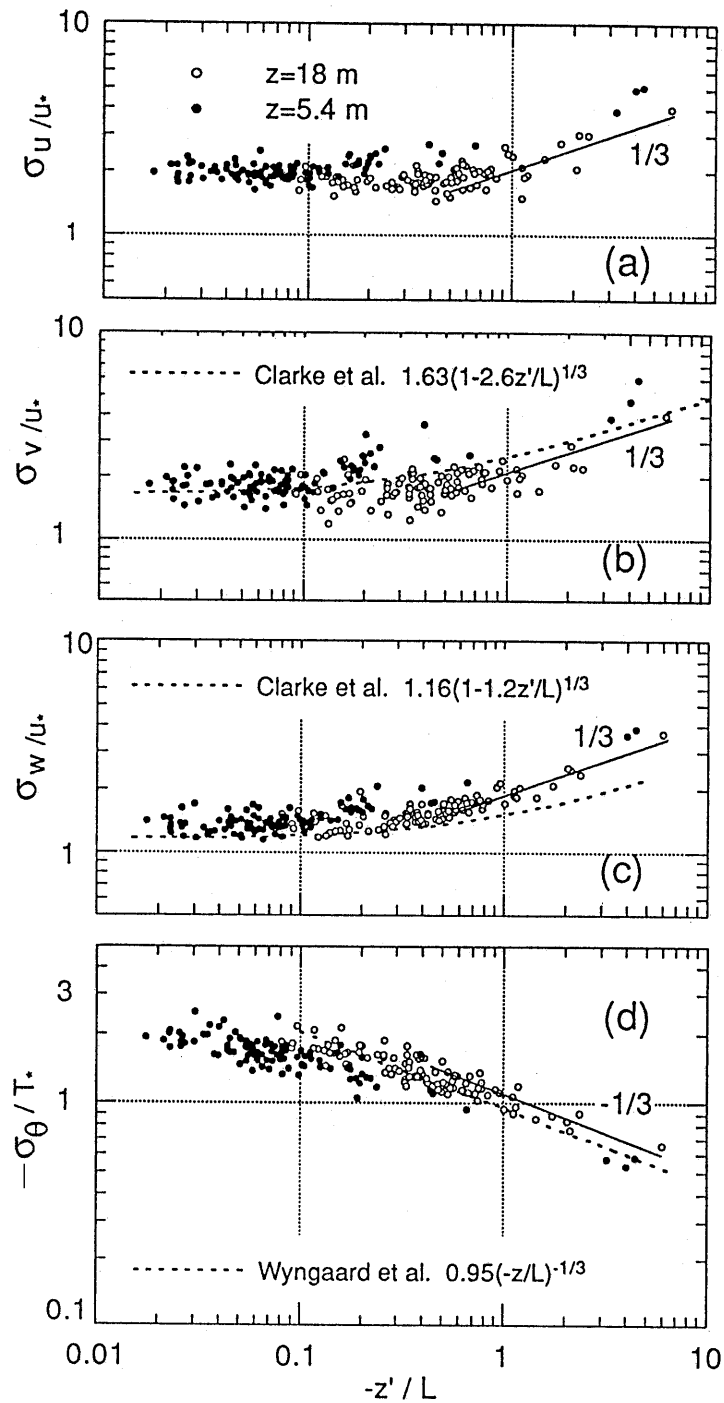 10
z=18 m
z=5.4 m
σu/u*
1/3
1
(a)
10
Clarke et al. 1.63(1-2.6z'/L)1/3
σv/u*
1/3
1
(b)
10
Clarke et al. 1.16(1-1.2z'/L)1/3
σw/u*
1/3
1
(c)
3
(d)
—σθ/T*
1
-1/3
Wyngaard et al. 0.95(-z/L)-1/3
0.1
0.01 0.1 1 10
-z' / L